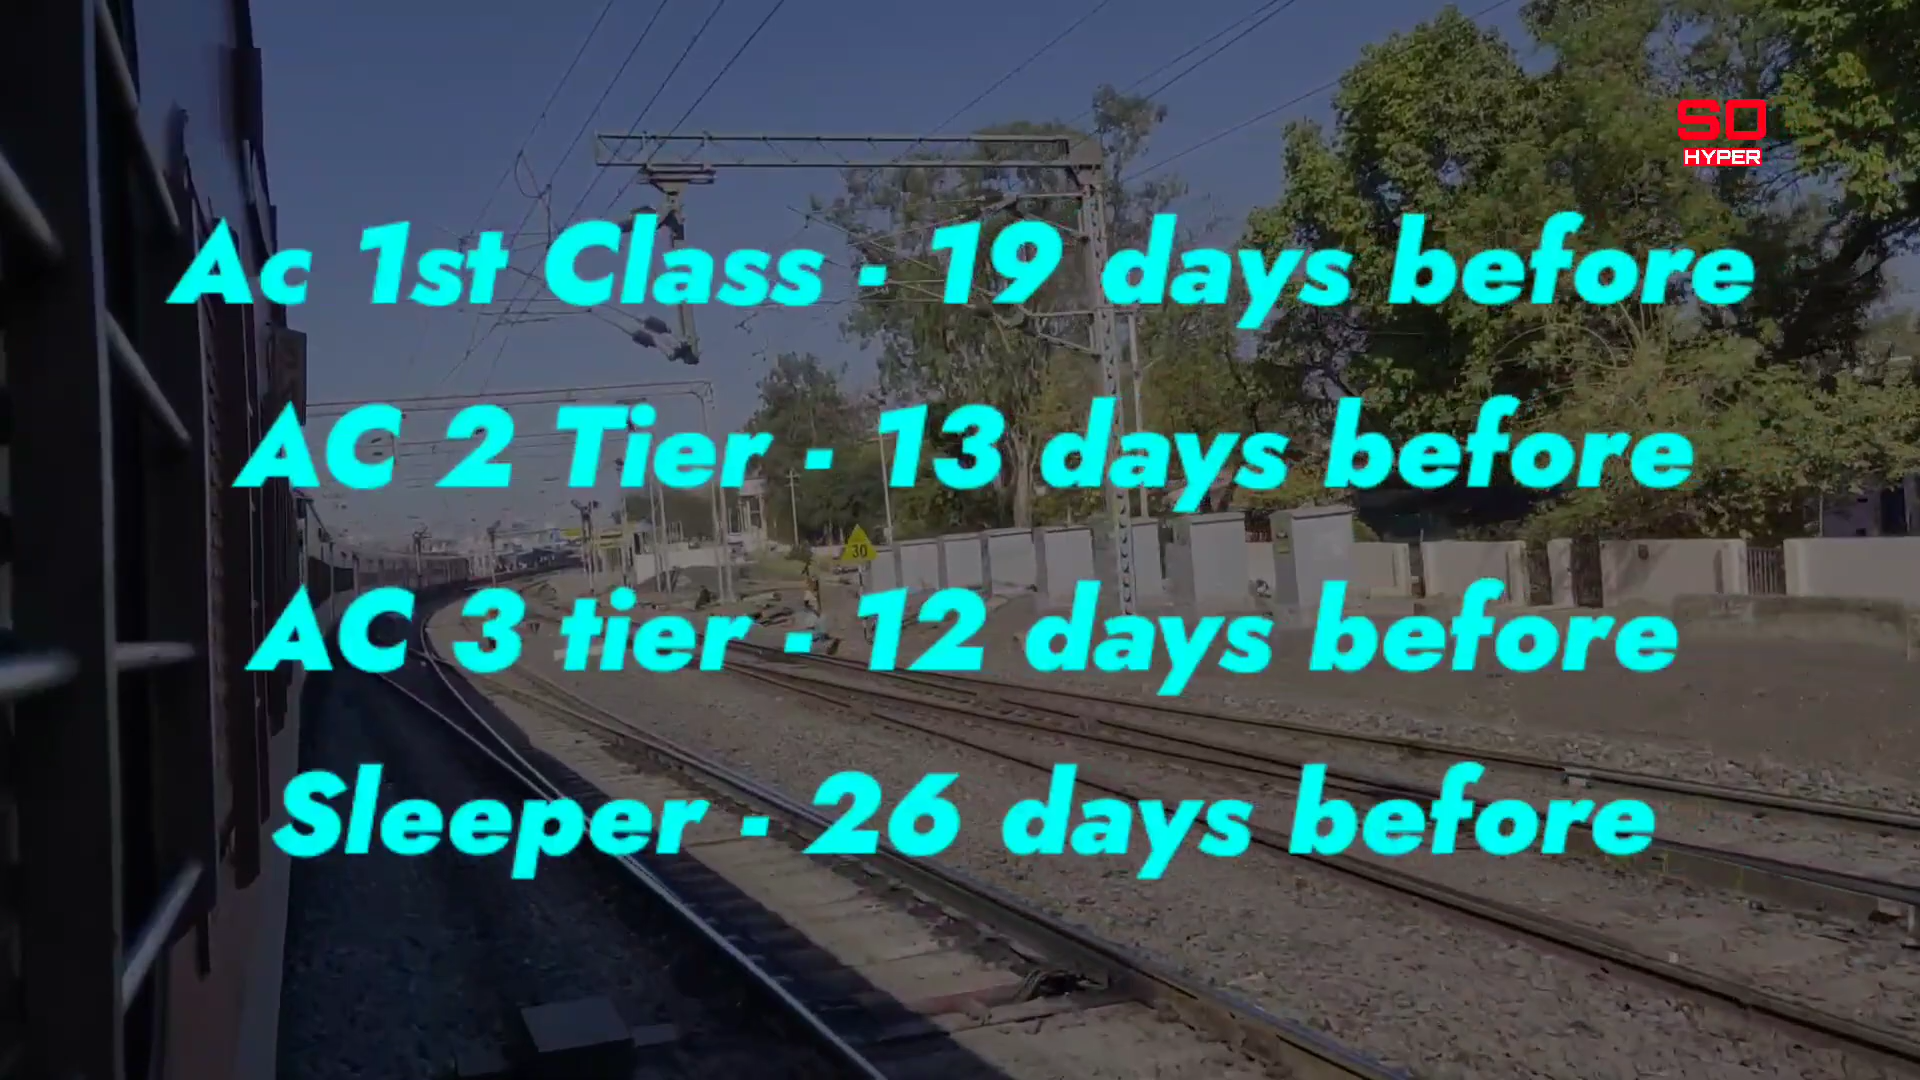 SO
HYPER
Ac 1st Class - 19 days before
AC 2 Tier - 13 days before
30
AC 3 tier - 12 days before
Sleeper - 26 days before